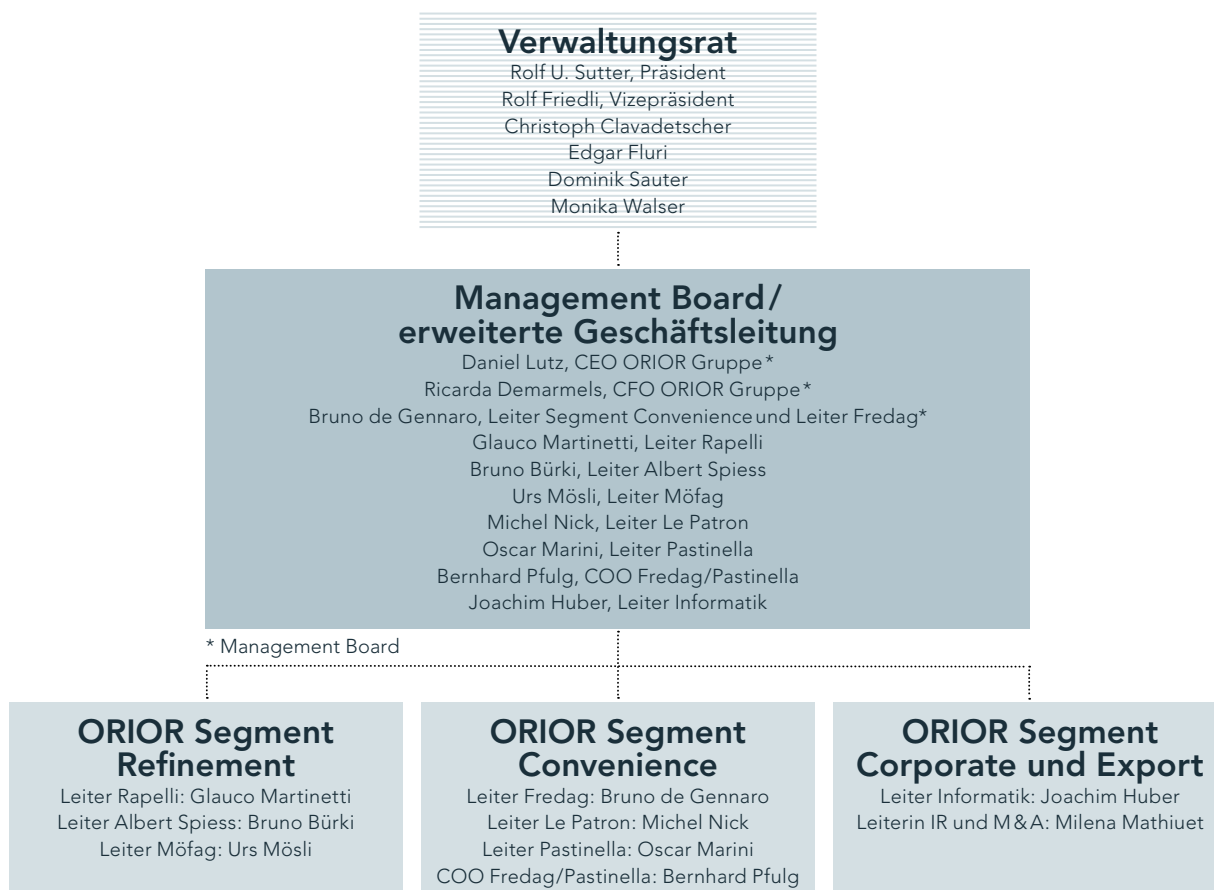 Verwaltungsrat
Rolf U. Sutter, Präsident
Rolf Friedli, Vizepräsident
Christoph Clavadetscher
Edgar Fluri
Dominik Sauter
Monika Walser
Management Board/
erweiterte Geschäftsleitung
Daniel Lutz, CEO ORIOR Gruppe*
Ricarda Demarmels, CFO ORIOR Gruppe*
Bruno de Gennaro, Leiter Segment Convenience und Leiter Fredag*
Glauco Martinetti, Leiter Rapelli
Bruno Bürki, Leiter Albert Spiess
Urs Mösli, Leiter Möfag
Michel Nick, Leiter Le Patron
Oscar Marini, Leiter Pastinella
Bernhard Pfulg, COO Fredag/Pastinella
Joachim Huber, Leiter Informatik
* Management Board
ORIOR Segment
Refinement
Leiter Rapelli: Glauco Martinetti
Leiter Albert Spiess: Bruno Bürki
Leiter Möfag: Urs Mösli
ORIOR Segment
Convenience
Leiter Fredag: Bruno de Gennaro
Leiter Le Patron: Michel Nick
Leiter Pastinella: Oscar Marini
COO Fredag/Pastinella: Bernhard Pfulg
ORIOR Segment
Corporate und Export
Leiter Informatik: Joachim Huber
Leiterin IR und M&A: Milena Mathiuet